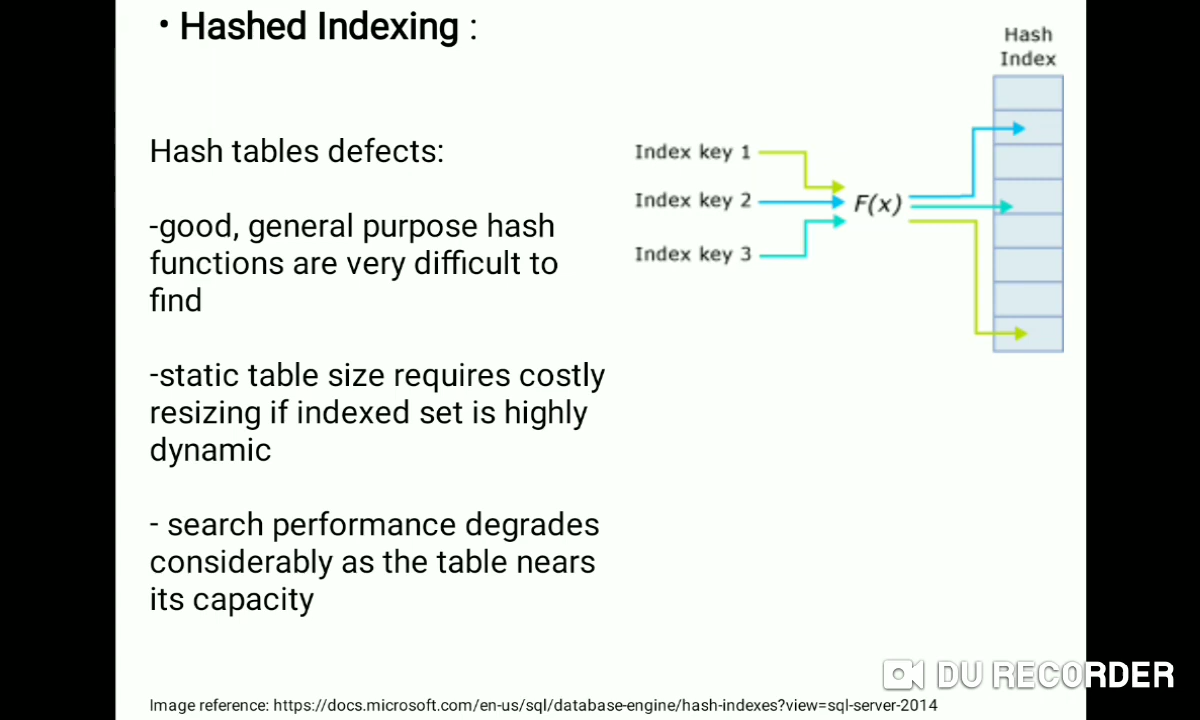 • Hashed Indexing :
Hash tables defects:
-good, general purpose hash
functions are very difficult to
find
-static table size requires costly
resizing if indexed set is highly
dynamic
- search performance degrades
considerably as the table nears
its capacity
Hash
Index
Index key 1
Index key 2
F(x)
Index key 3
DU RECORDER
Image reference: https://docs.microsoft.com/en-us/sql/database-engine/hash-indexes?view=sql-server-2014